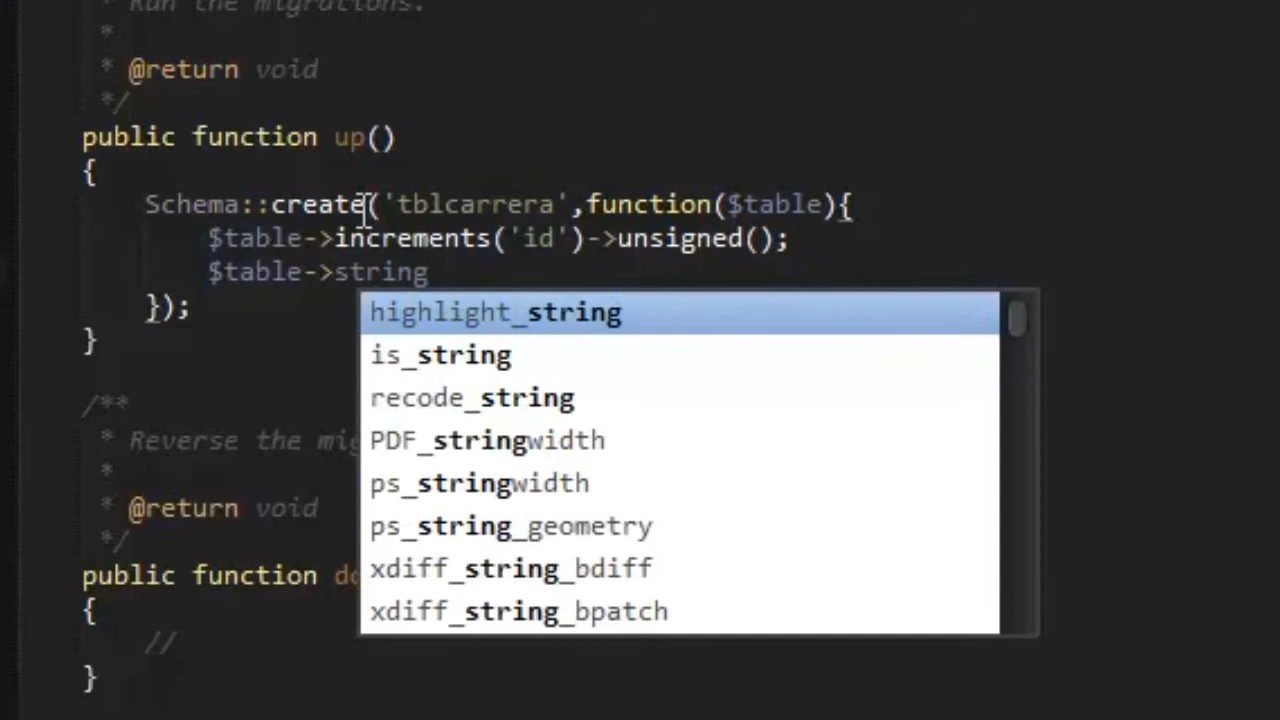 * Run the migrations.
*
* @return void
*/
public function up()
{
Schema::create('tblcarrera',function($table){
$table->increments('id')->unsigned();
$table->string
});
}
highlight_string
is_string
recode_string
PDF_stringwidth
ps_stringwidth
ps_string_geometry
xdiff_string_bdiff
xdiff_string_bpatch
/**
* Reverse the mig
*
* @return void
*/
public function do
{
//
}